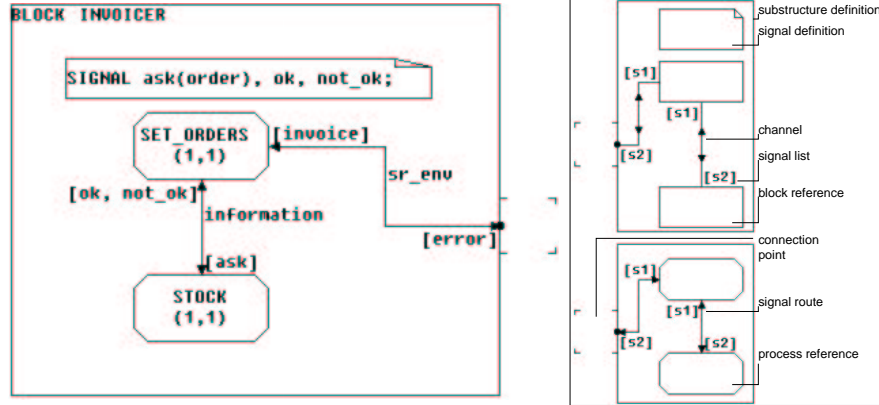 BLOCK INVOICER
SIGNAL ask(order), ok, not_ok;
SET_ORDERS
(1,1)
[invoice]
sr_env
[ok, not_ok]
information
[error]
[ask]
STOCK
(1,1)
substructure definition
signal definition
[s1]
[s1]
channel
[s2]
signal list
[s2]
block reference
connection
point
[s1]
[s1]
signal route
[s2]
[s2]
process reference